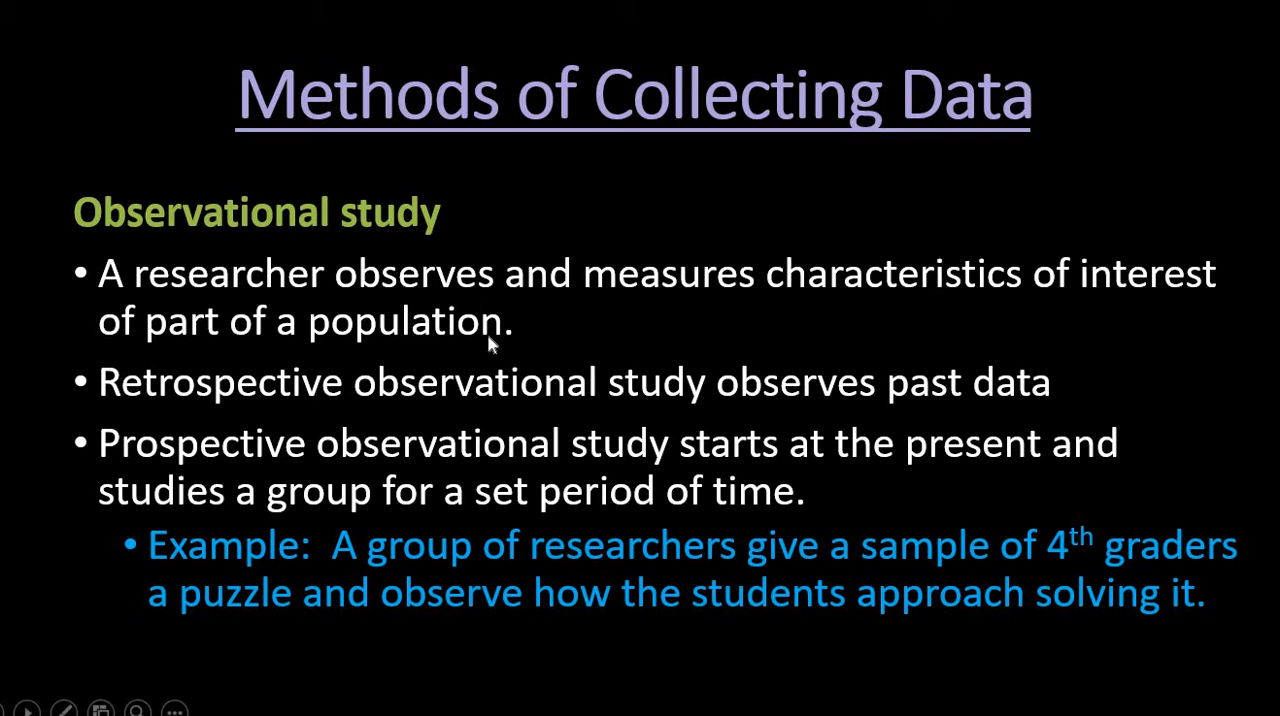 Methods of Collecting Data
Observational study
• A researcher observes and measures characteristics of interest
of part of a population.
• Retrospective observational study observes past data
• Prospective observational study starts at the present and
studies a group for a set period of time.
• Example:  A group of researchers give a sample of 4th graders
a puzzle and observe how the students approach solving it.